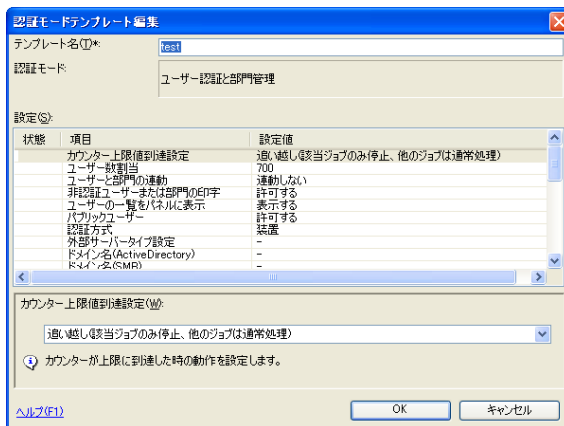 認証モードテンプレート編集
テンプレート名(T)*: test
認証モード: ユーザー認証と部門管理
設定(S):
状態 項目 設定値
カウンター上限値到達設定 追い越し(該当ジョブのみ停止、他のジョブは通常処理)
ユーザー数割当 700
ユーザーと部門の連動 連動しない
非認証ユーザーまたは部門の印字 許可する
ユーザーの一覧をパネルに表示 表示する
パブリックユーザー 許可する
認証方式 装置
外部サーバータイプ設定 -
ドメイン名(ActiveDirectory) -
ドメイン名(SMB) -
カウンター上限値到達設定(W):
追い越し(該当ジョブのみ停止、他のジョブは通常処理)
カウンターが上限に到達した時の動作を設定します。
ヘルプ(F1) OK キャンセル